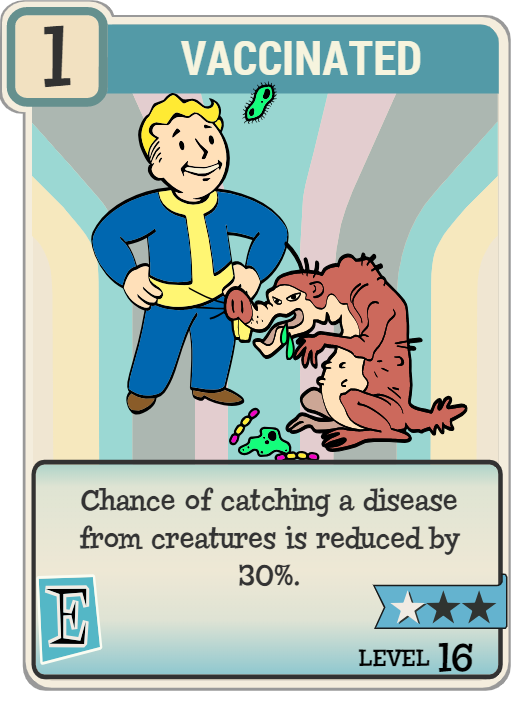 1
VACCINATED
Chance of catching a disease
from creatures is reduced by
30%.
E
LEVEL 16